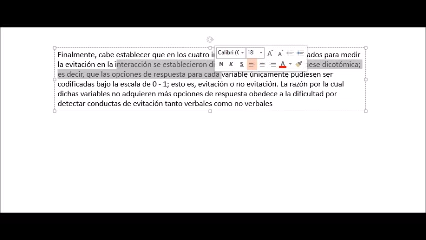 Finalmente, cabe establecer que en los cuatro i
Calibri (C 18
ados para medir
la evitación en la interacción se establecieron d
N K S A
iese dicotómica;
es decir, que las opciones de respuesta para cada variable únicamente pudiesen ser
codificadas bajo la escala de 0 - 1; esto es, evitación o no evitación. La razón por la cual
dichas variables no adquieren más opciones de respuesta obedece a la dificultad por
detectar conductas de evitación tanto verbales como no verbales